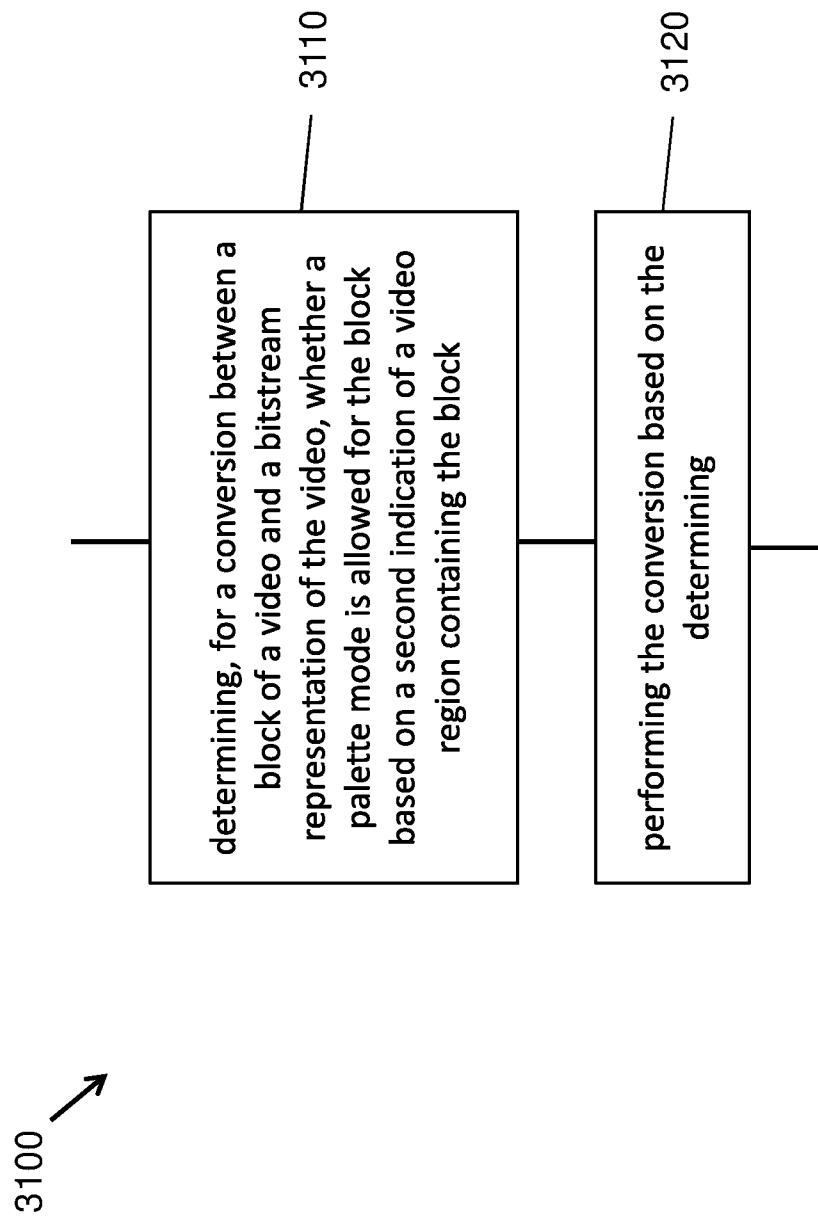 3100
determining, for a conversion between a
block of a video and a bitstream
representation of the video, whether a
palette mode is allowed for the block
based on a second indication of a video
region containing the block
3110
performing the conversion based on the
determining
3120